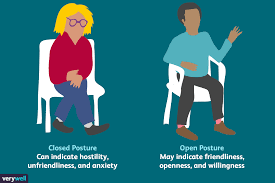 Closed Posture
Can indicate hostility,
unfriendliness, and anxiety
Open Posture
May indicate friendliness,
openness, and willingness
verywell